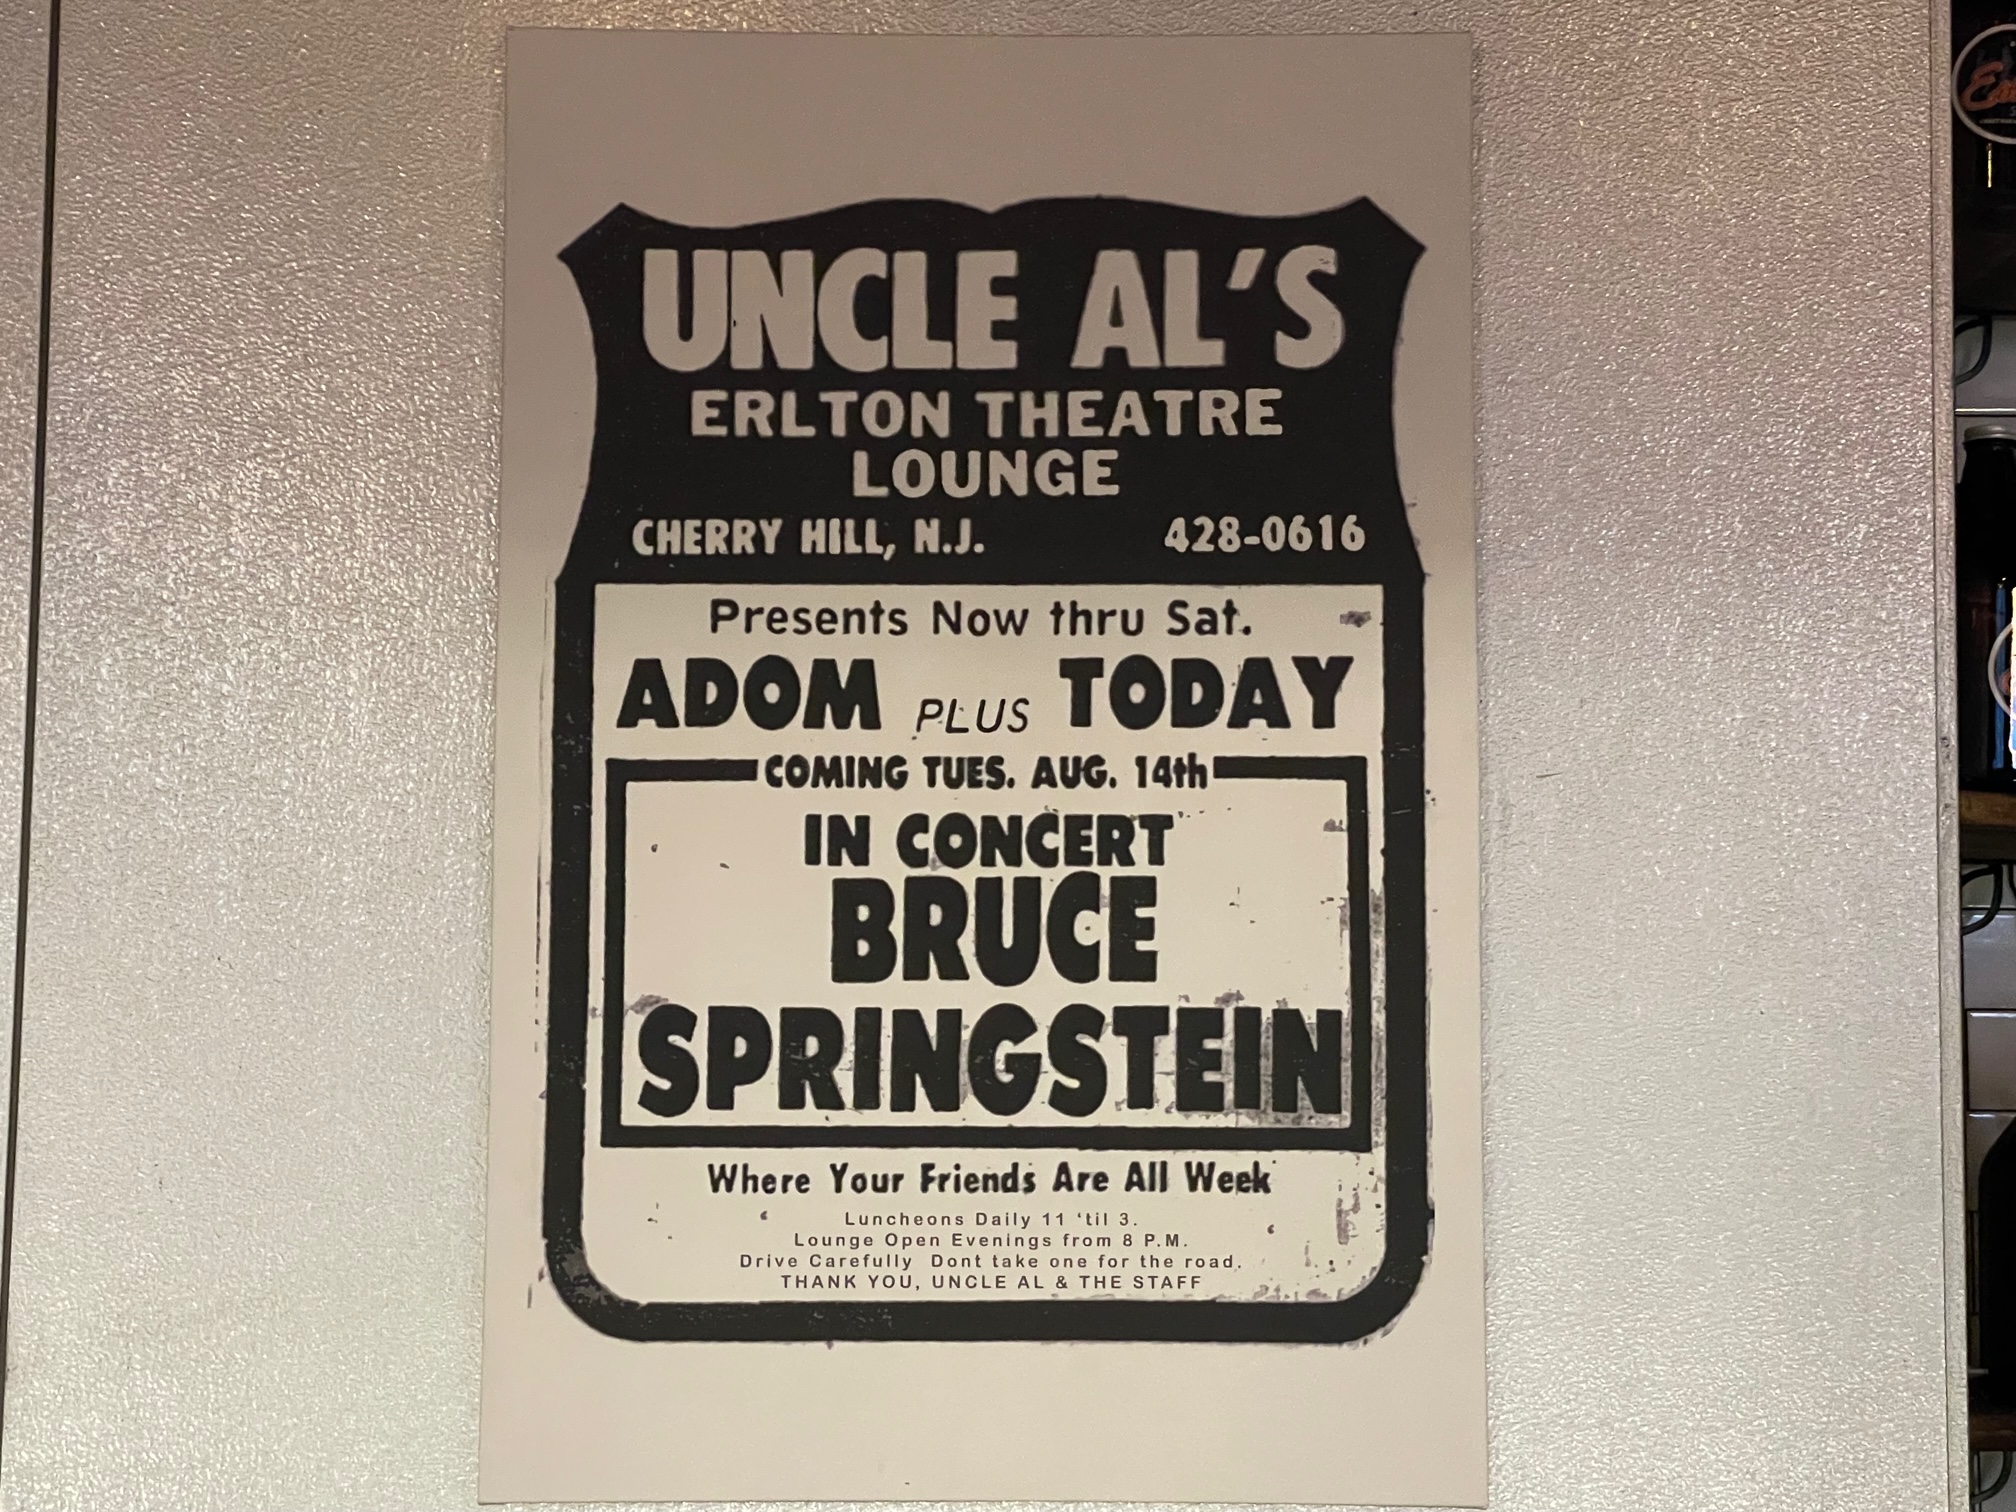 UNCLE AL'S
ERLTON THEATRE
LOUNGE
CHERRY HILL, N.J. 428-0616
Presents Now thru Sat.
ADOM PLUS TODAY
COMING TUES. AUG. 14th
IN CONCERT
BRUCE
SPRINGSTEIN
Where Your Friends Are All Week
Luncheons Daily 11 'til 3.
Lounge Open Evenings from 8 P.M.
Drive Carefully Dont take one for the road.
THANK YOU, UNCLE AL & THE STAFF